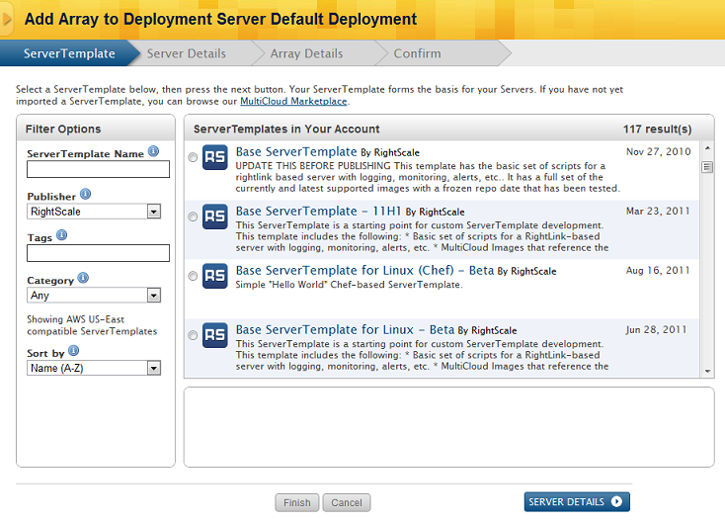 Add Array to Deployment Server Default Deployment
ServerTemplate
Server Details
Array Details
Confirm
Select a ServerTemplate below, then press the next button. Your ServerTemplate forms the basis for your Servers. If you have not yet
imported a ServerTemplate, you can browse our MultiCloud Marketplace.
Filter Options
ServerTemplate Name
Publisher
RightScale
Tags
Category
Any
Showing AWS US-East
compatible ServerTemplates
Sort by
Name (A-Z)
ServerTemplates in Your Account 117 result(s)
RS
Base ServerTemplate By RightScale Nov 27, 2010
UPDATE THIS BEFORE PUBLISHING This template has the basic set of scripts for a
rightlink based server with logging, monitoring, alerts, etc.. It has a full set of the
currently and latest supported images with a frozen repo date that has been tested.
RS
Base ServerTemplate - 11H1 By RightScale Mar 23, 2011
This ServerTemplate is a starting point for custom ServerTemplate development.
This template includes the following: * Basic set of scripts for a RightLink-based
server with logging, monitoring, alerts, etc. * MultiCloud Images that reference the
RS
Base ServerTemplate for Linux (Chef) - Beta By RightScale Aug 16, 2011
Simple "Hello World" Chef-based ServerTemplate.
RS
Base ServerTemplate for Linux - Beta By RightScale Jun 28, 2011
This ServerTemplate is a starting point for custom ServerTemplate development.
This template includes the following: * Basic set of scripts for a RightLink-based
server with logging, monitoring, alerts, etc. * MultiCloud Images that reference the
Finish
Cancel
SERVER DETAILS